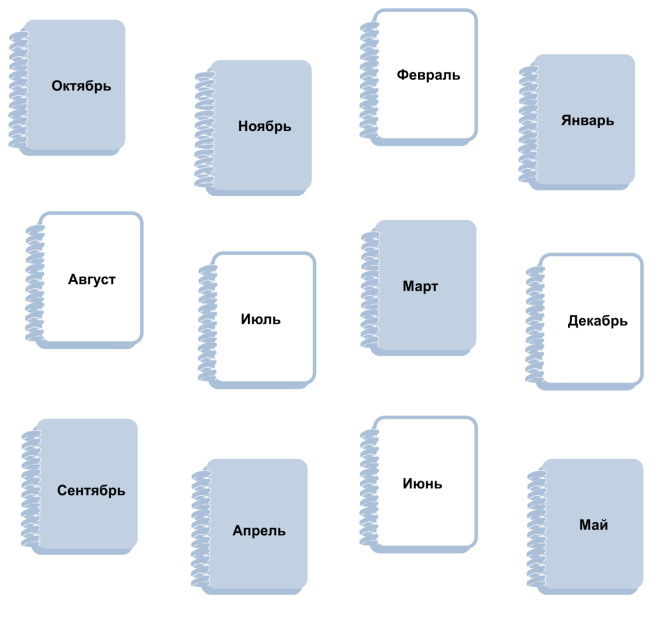 Октябрь
Ноябрь
Февраль
Январь
Август
Июль
Март
Декабрь
Сентябрь
Апрель
Июнь
Май